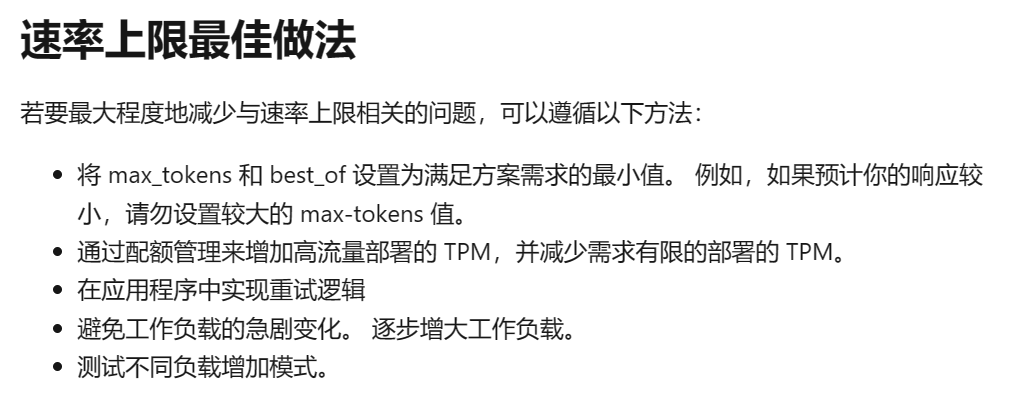 速率上限最佳做法
若要最大程度地减少与速率上限相关的问题，可以遵循以下方法：
• 将 max_tokens 和 best_of 设置为满足方案需求的最小值。 例如，如果预计你的响应较
小，请勿设置较大的 max-tokens 值。
• 通过配额管理来增加高流量部署的 TPM，并减少需求有限的部署的 TPM。
• 在应用程序中实现重试逻辑
• 避免工作负载的急剧变化。 逐步增大工作负载。
• 测试不同负载增加模式。